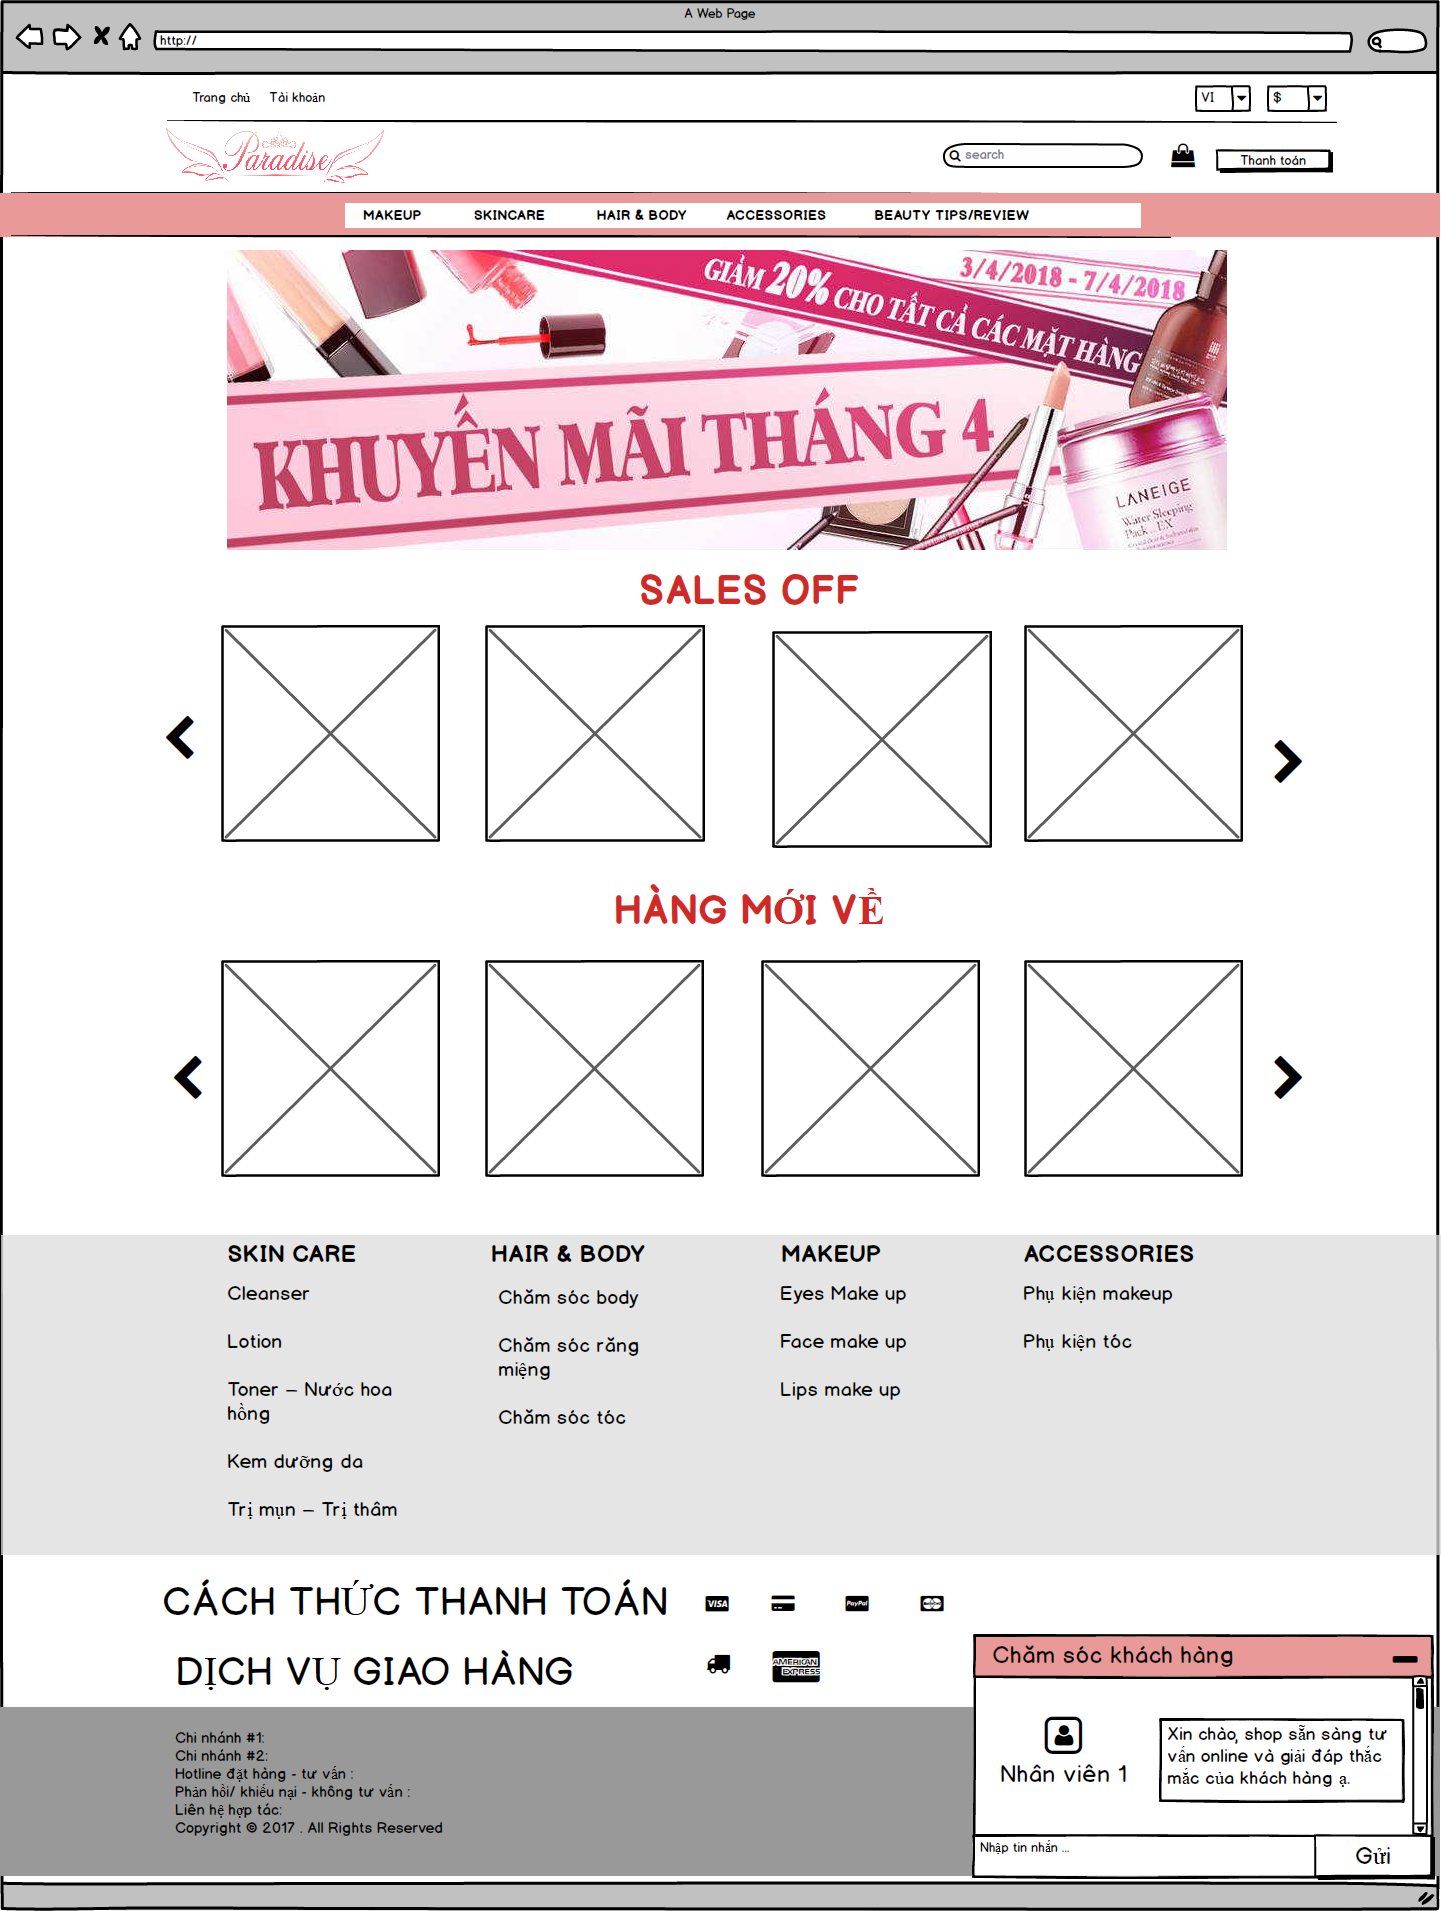 A Web Page
http://
Trang chủ Tài khoản VI $
Paradise search Thanh toán
MAKEUP SKINCARE HAIR & BODY ACCESSORIES BEAUTY TIPS/REVIEW
3/4/2018 - 7/4/2018
GIẢM 20% CHO TẤT CẢ CÁC MẶT HÀNG
KHUYẾN MÃI THÁNG 4
LANEIGE
Water Sleeping
Pack EX
SALES OFF
HÀNG MỚI VỀ
SKIN CARE
Cleanser
Lotion
Toner – Nước hoa
hồng
Kem dưỡng da
Trị mụn – Trị thâm
HAIR & BODY
Chăm sóc body
Chăm sóc răng
miệng
Chăm sóc tóc
MAKEUP
Eyes Make up
Face make up
Lips make up
ACCESSORIES
Phụ kiện makeup
Phụ kiện tóc
CÁCH THỨC THANH TOÁN VISA PayPal
DỊCH VỤ GIAO HÀNG AMERICAN
EXPRESS
Chi nhánh #1:
Chi nhánh #2:
Hotline đặt hàng - tư vấn :
Phản hồi/ khiếu nại - không tư vấn :
Liên hệ hợp tác:
Copyright © 2017 . All Rights Reserved
Chăm sóc khách hàng
Nhân viên 1
Xin chào, shop sẵn sàng tư
vấn online và giải đáp thắc
mắc của khách hàng ạ.
Nhập tin nhắn ...
Gửi